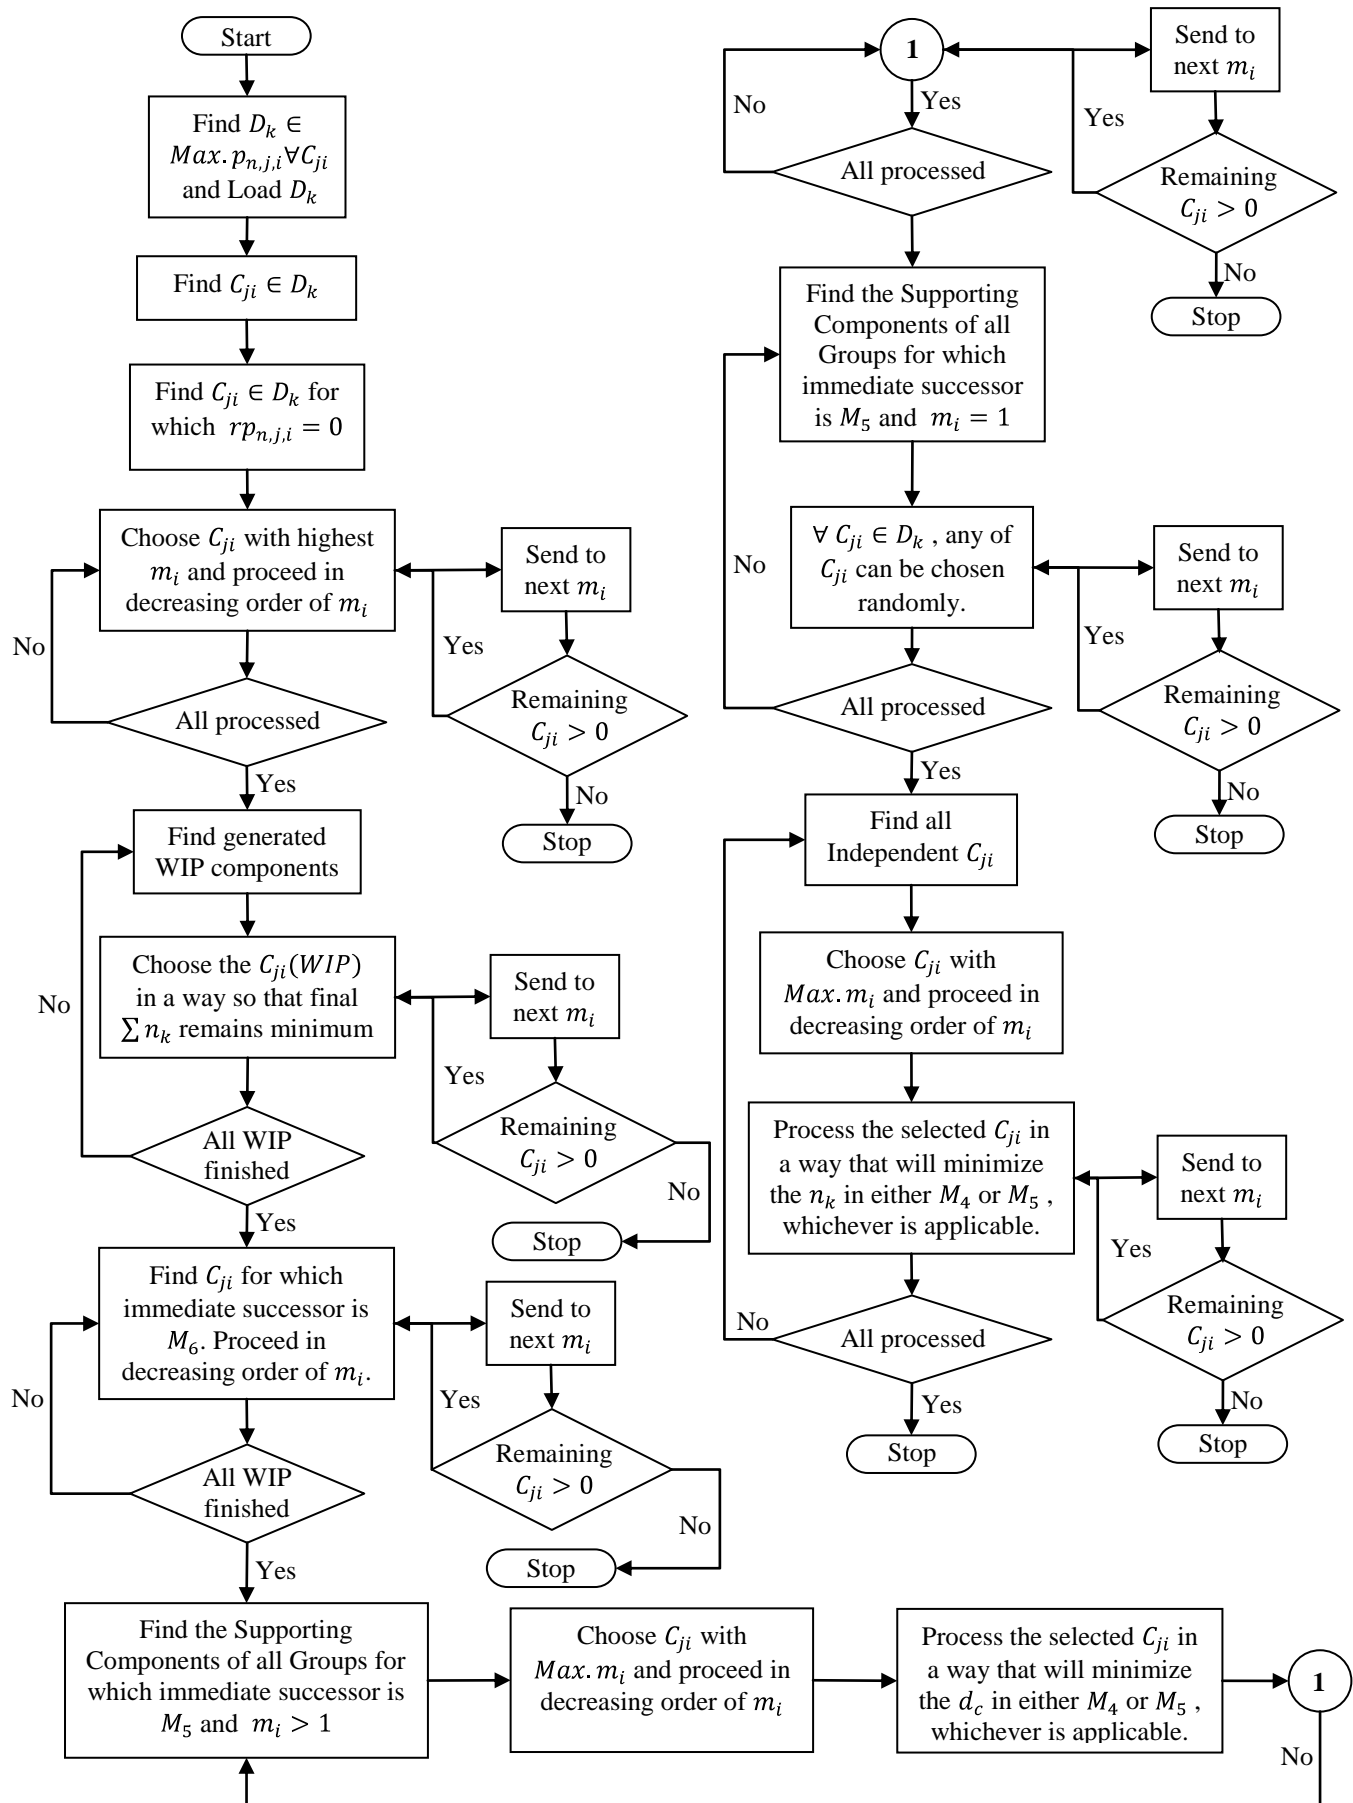 Start
Find $D_k \in$
$Max. p_{n,j,i} \forall C_{ji}$
and Load $D_k$
Find $C_{ji} \in D_k$
Find $C_{ji} \in D_k$ for
which $rp_{n,j,i} = 0$
Choose $C_{ji}$ with highest
$m_i$ and proceed in
decreasing order of $m_i$
Send to
next $m_i$
No
Yes
All processed
Remaining
$C_{ji} > 0$
Yes
No
Stop
Find generated
WIP components
Choose the $C_{ji}(WIP)$
in a way so that final
$\sum n_k$ remains minimum
Send to
next $m_i$
No
Yes
All WIP
finished
Remaining
$C_{ji} > 0$
No
Yes
Stop
Find $C_{ji}$ for which
immediate successor is
$M_6$. Proceed in
decreasing order of $m_i$.
Send to
next $m_i$
No
Yes
All WIP
finished
Remaining
$C_{ji} > 0$
No
Yes
Stop
Find the Supporting
Components of all Groups for
which immediate successor is
$M_5$ and $m_i > 1$
Choose $C_{ji}$ with
$Max. m_i$ and proceed in
decreasing order of $m_i$
Process the selected $C_{ji}$ in
a way that will minimize
the $d_c$ in either $M_4$ or $M_5$ ,
whichever is applicable.
1
No
1
Send to
next $m_i$
No
Yes
Yes
All processed
Remaining
$C_{ji} > 0$
No
Stop
Find the Supporting
Components of all
Groups for which
immediate successor
is $M_5$ and $m_i = 1$
$\forall C_{ji} \in D_k$ , any of
$C_{ji}$ can be chosen
randomly.
Send to
next $m_i$
No
Yes
All processed
Remaining
$C_{ji} > 0$
Yes
No
Stop
Find all
Independent $C_{ji}$
Choose $C_{ji}$ with
$Max. m_i$ and proceed in
decreasing order of $m_i$
Process the selected $C_{ji}$ in
a way that will minimize
the $n_k$ in either $M_4$ or $M_5$ ,
whichever is applicable.
Send to
next $m_i$
Yes
No
All processed
Remaining
$C_{ji} > 0$
Yes
No
Stop
Stop